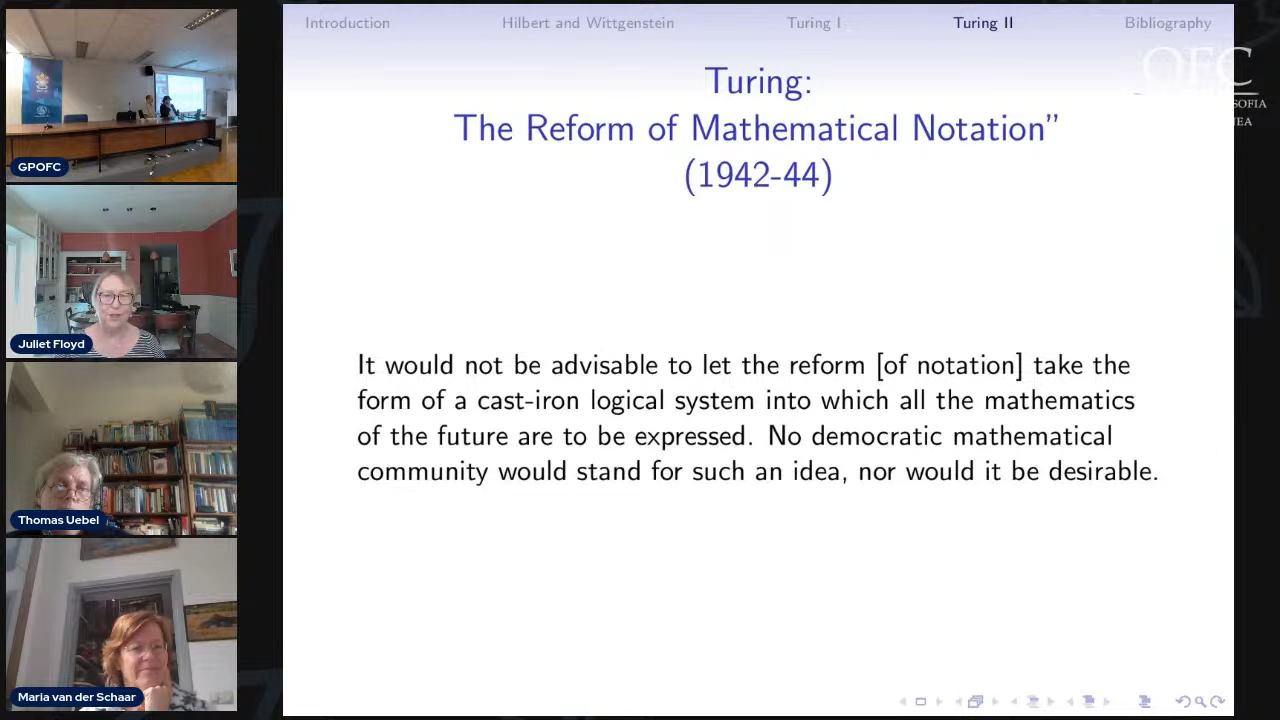 GPOFC
Juliet Floyd
Thomas Uebel
Maria van der Schaar
Introduction
Hilbert and Wittgenstein
Turing I
Turing II
Bibliography
OFC
SOFIA
NEA
Turing:
The Reform of Mathematical Notation”
(1942-44)
It would not be advisable to let the reform [of notation] take the
form of a cast-iron logical system into which all the mathematics
of the future are to be expressed. No democratic mathematical
community would stand for such an idea, nor would it be desirable.